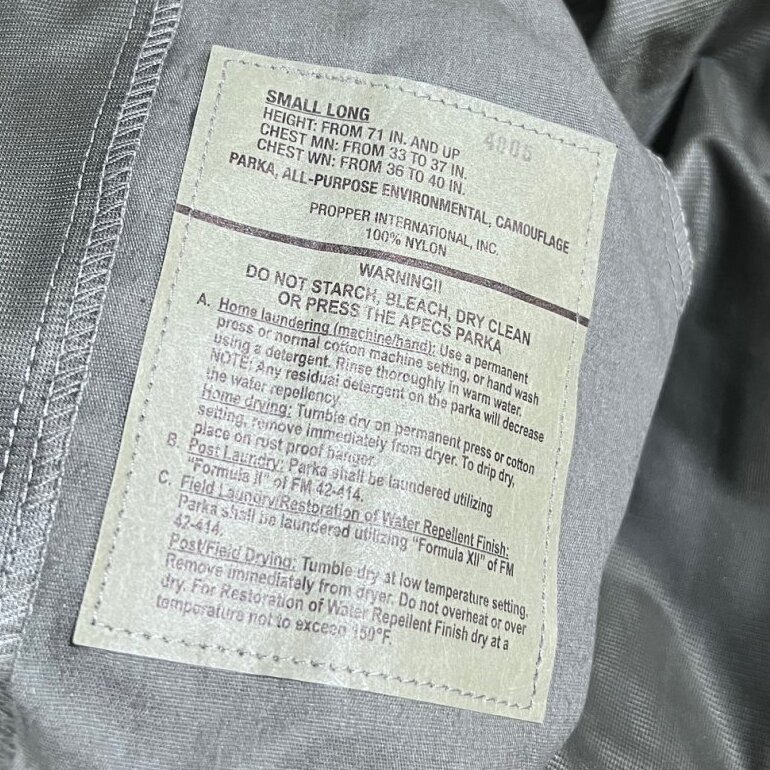 SMALL LONG
4005
HEIGHT: FROM 71 IN. AND UP
CHEST MN: FROM 33 TO 37 IN.
CHEST WN: FROM 36 TO 40 IN.
PARKA, ALL-PURPOSE ENVIRONMENTAL, CAMOUFLAGE
PROPPER INTERNATIONAL, INC.
100% NYLON
WARNING!!
DO NOT STARCH, BLEACH, DRY CLEAN
OR PRESS THE APECS PARKA
A. Home laundering (machine/hand): Use a permanent
press or normal cotton machine setting, or hand wash
using a detergent. Rinse thoroughly in warm water.
NOTE: Any residual detergent on the parka will decrease
the water repellency.
Home drying: Tumble dry on permanent press or cotton
setting, remove immediately from dryer. To drip dry,
place on rust proof hanger.
B. Post Laundry: Parka shall be laundered utilizing
"Formula II" of FM 42-414.
C. Field Laundry/Restoration of Water Repellent Finish:
Parka shall be laundered utilizing "Formula XII" of FM
42-414.
Post/Field Drying: Tumble dry at low temperature setting.
Remove immediately from dryer. Do not overheat or over
dry. For Restoration of Water Repellent Finish dry at a
temperature not to exceed 150°F.